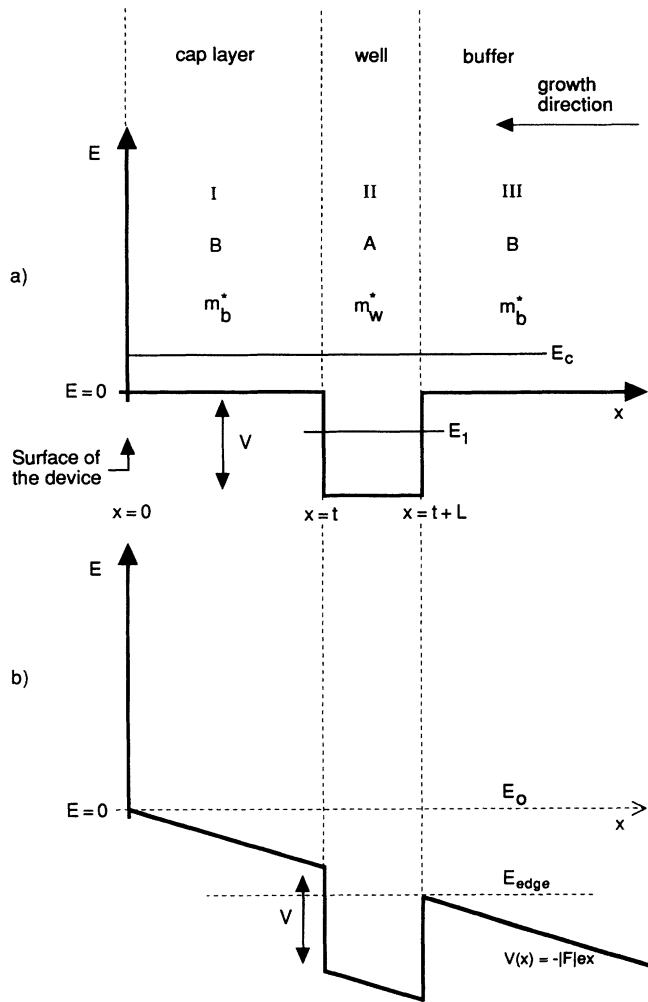 cap layer well buffer
growth
direction
E
I II III
B A B
a)
m*b m*w m*b
Ec
E=0
x
V
E1
Surface of
the device
x=0 x=t x=t+L
E
b)
Eo
E=0
x
Eedge
V
V(x) = -|F|ex